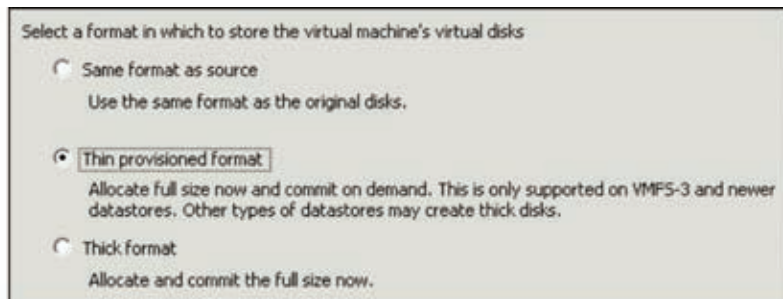 Select a format in which to store the virtual machine's virtual disks
Same format as source
Use the same format as the original disks.
Thin provisioned format
Allocate full size now and commit on demand. This is only supported on VMFS-3 and newer
datastores. Other types of datastores may create thick disks.
Thick format
Allocate and commit the full size now.